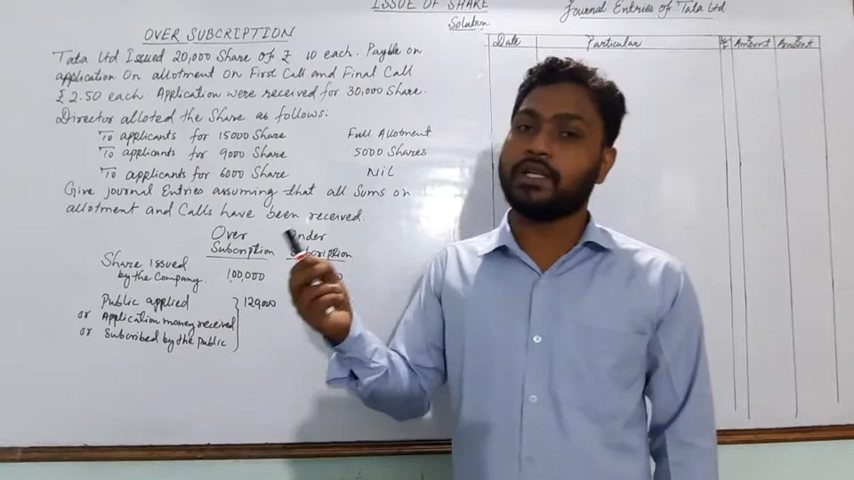 ISSUE OF SHARE
Solution
Journal Entries of Tata Ltd
OVER SUBCRIPTION
Tata Ltd Issued 20,000 Share of ₹ 10 each. Payble on
application On allotment On First Call and Final Call
₹ 2.50 each. Application were received for 30,000 Share.
Director alloted the Share as follows:
To applicants for 15000 Share Full Allotment
To applicants for 9000 Share 5000 Shares
To applicants for 6000 Share Nil
Give journal Entries assuming that all Sums on
allotment and Calls have been received.
Over
Subcription
Share Issued
by the Company 1,00,000
Public applied
or Application money received 129000
or Subcribed by the public
Date Particular Amount Amount